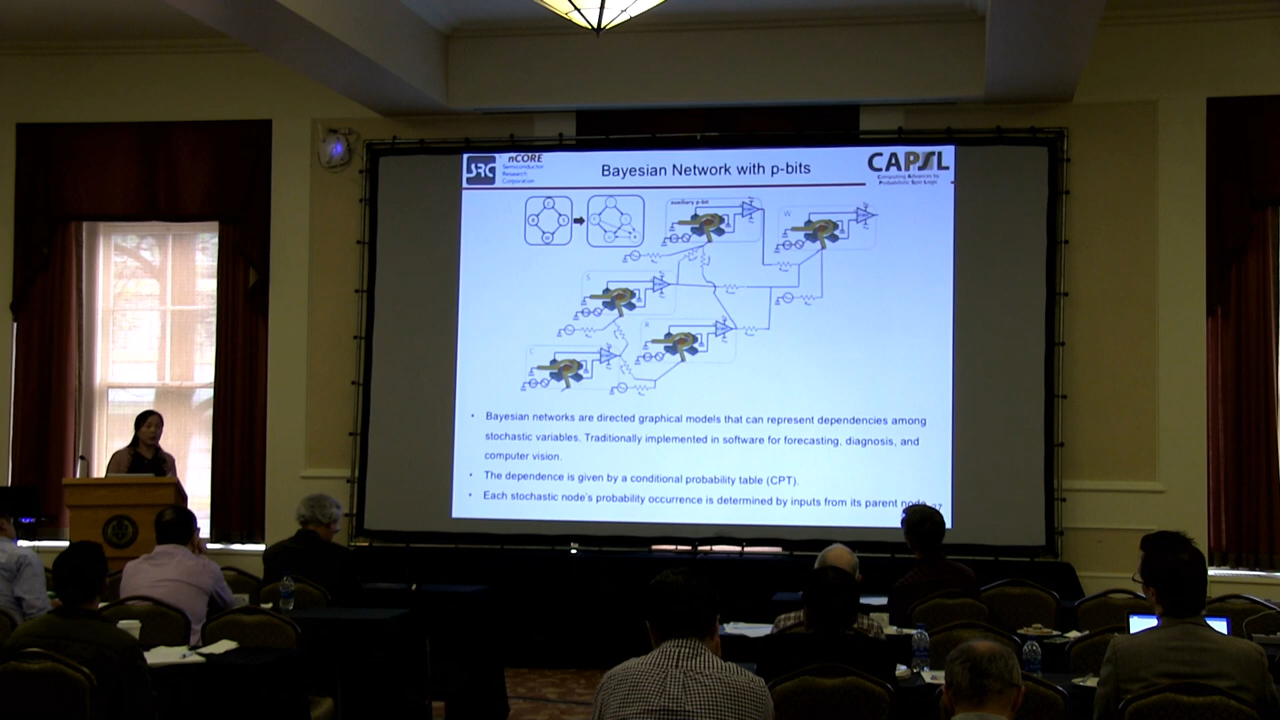 SRC
nCORE
Semiconductor
Research
Corporation
Bayesian Network with p-bits
CAPSL
Computing Advances by
Probabilistic Spin Logic
auxiliary p-bit
W
S
R
C
• Bayesian networks are directed graphical models that can represent dependencies among
stochastic variables. Traditionally implemented in software for forecasting, diagnosis, and
computer vision.
• The dependence is given by a conditional probability table (CPT).
• Each stochastic node's probability occurrence is determined by inputs from its parent